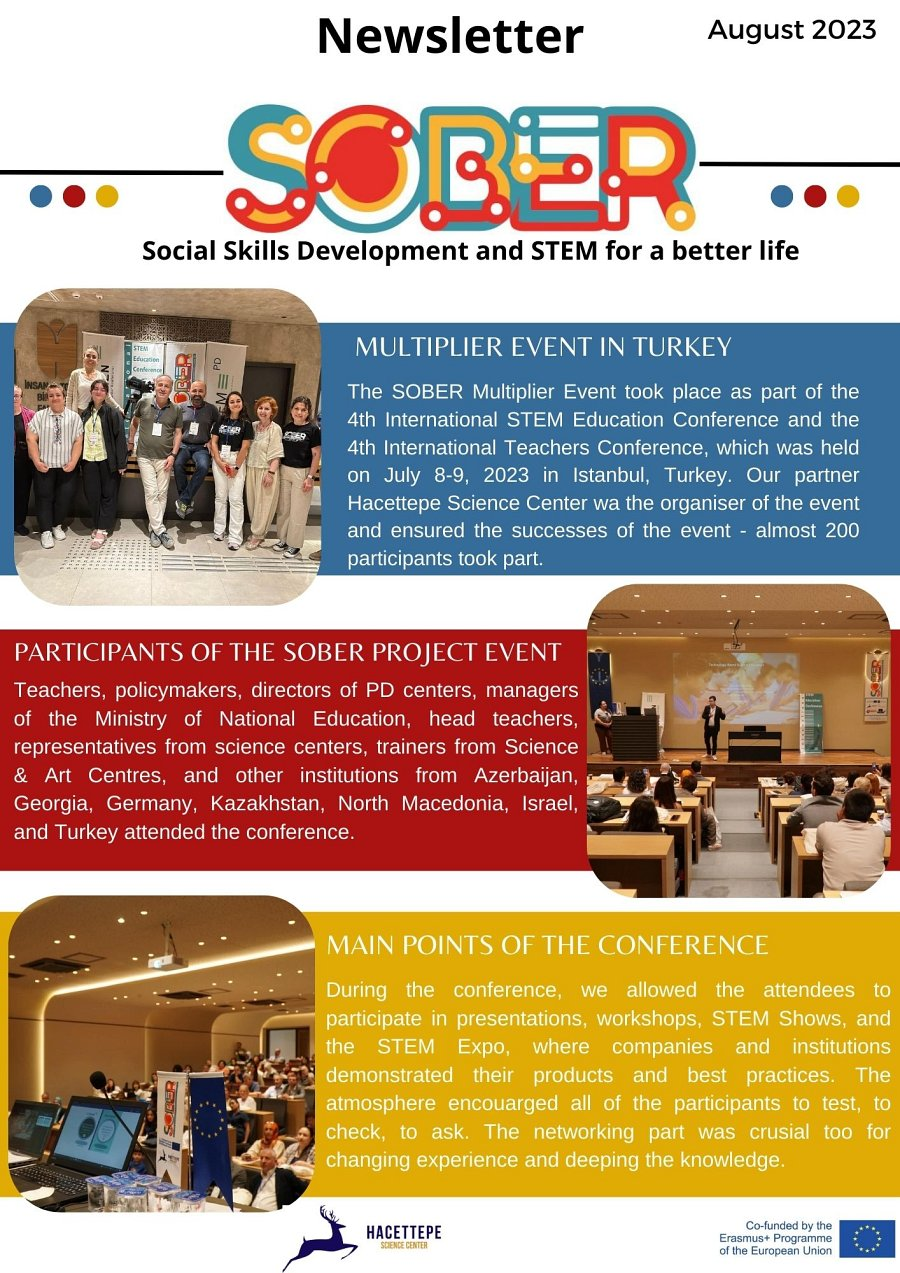 Newsletter
August 2023
SOBER
Social Skills Development and STEM for a better life
STEM
Education
Conference
SOBER
PD
MULTIPLIER EVENT IN TURKEY
The SOBER Multiplier Event took place as part of the
4th International STEM Education Conference and the
4th International Teachers Conference, which was held
on July 8-9, 2023 in Istanbul, Turkey. Our partner
Hacettepe Science Center wa the organiser of the event
and ensured the successes of the event - almost 200
participants took part.
PARTICIPANTS OF THE SOBER PROJECT EVENT
Teachers, policymakers, directors of PD centers, managers
of the Ministry of National Education, head teachers,
representatives from science centers, trainers from Science
& Art Centres, and other institutions from Azerbaijan,
Georgia, Germany, Kazakhstan, North Macedonia, Israel,
and Turkey attended the conference.
MAIN POINTS OF THE CONFERENCE
During the conference, we allowed the attendees to
participate in presentations, workshops, STEM Shows, and
the STEM Expo, where companies and institutions
demonstrated their products and best practices. The
atmosphere encouarged all of the participants to test, to
check, to ask. The networking part was crusial too for
changing experience and deeping the knowledge.
HACETTEPE
SCIENCE CENTER
Co-funded by the
Erasmus+ Programme
of the European Union